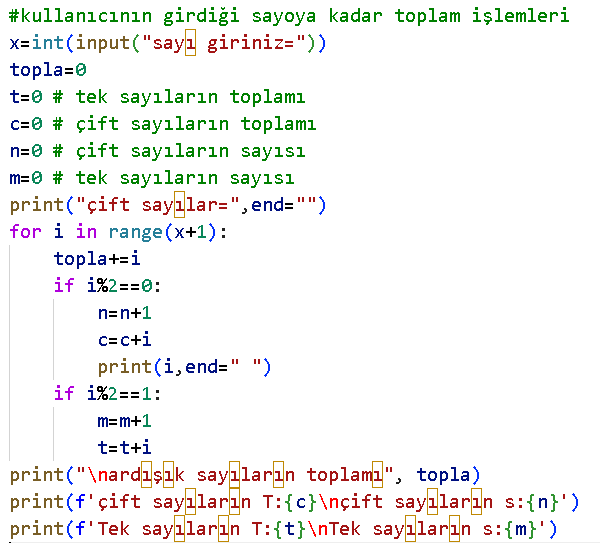 #kullanıcının girdiği sayoya kadar toplam işlemleri
x=int(input("sayı giriniz="))
topla=0
t=0 # tek sayıların toplamı
c=0 # çift sayıların toplamı
n=0 # çift sayıların sayısı
m=0 # tek sayıların sayısı
print("çift sayılar=",end="")
for i in range(x+1):
    topla+=i
    if i%2==0:
        n=n+1
        c=c+i
        print(i,end=" ")
    if i%2==1:
        m=m+1
        t=t+i
print("\nardışık sayıların toplamı", topla)
print(f'çift sayıların T:{c}\nçift sayıların s:{n}')
print(f'Tek sayıların T:{t}\nTek sayıların s:{m}')